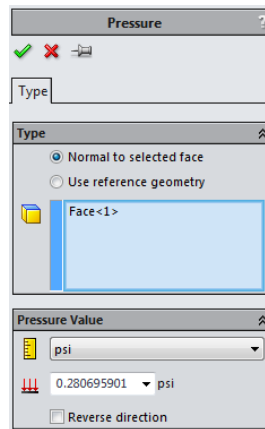 Pressure ?
Type
Type
Normal to selected face
Use reference geometry
Face<1>
Pressure Value
psi
0.280695901 psi
Reverse direction